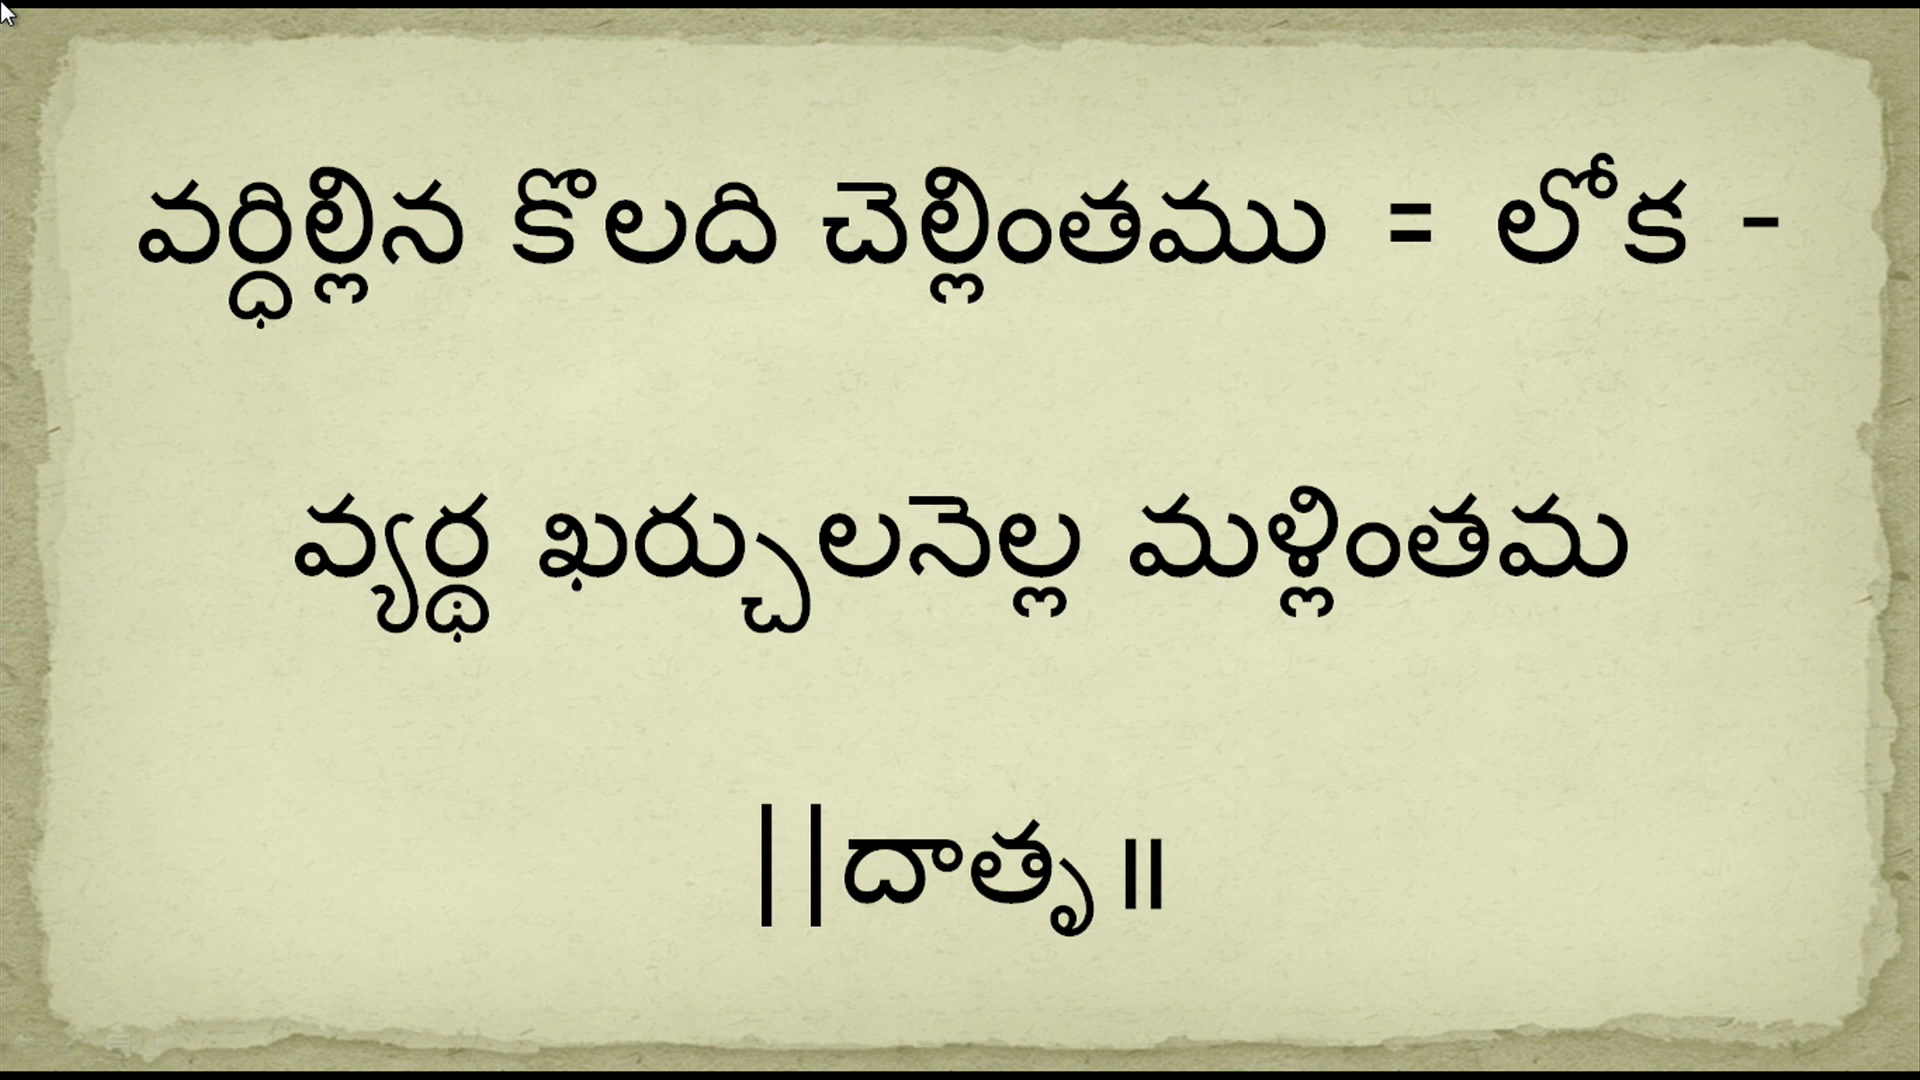 వర్ధిల్లిన కొలది చెల్లింతము = లోక -
వ్యర్థ ఖర్చులనెల్ల మళ్లింతమ
||దాతృ॥